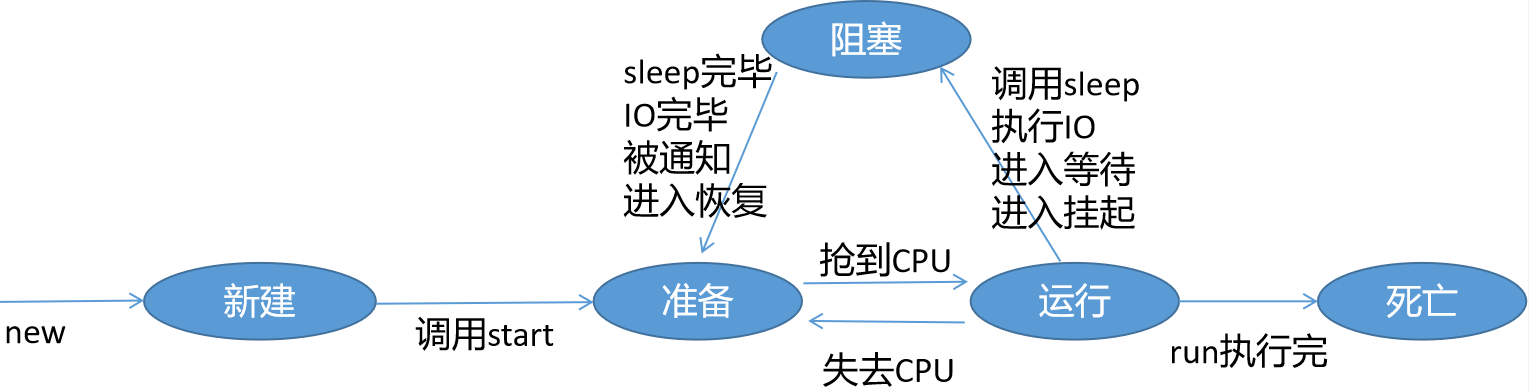 阻塞
sleep完毕
IO完毕
被通知
进入恢复
调用sleep
执行IO
进入等待
进入挂起
new
新建
调用start
准备
抢到CPU
失去CPU
运行
run执行完
死亡